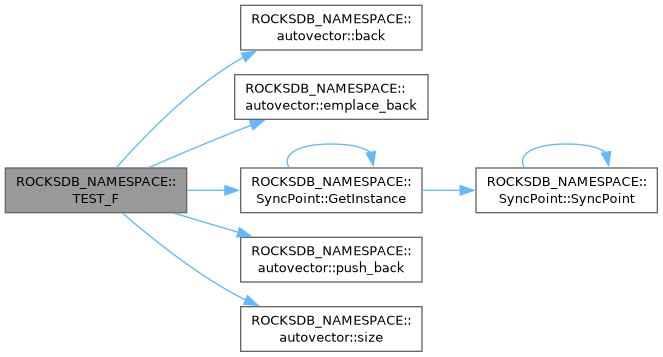 ROCKSDB_NAMESPACE::
autovector::back
ROCKSDB_NAMESPACE::
autovector::emplace_back
ROCKSDB_NAMESPACE::
TEST_F
ROCKSDB_NAMESPACE::
SyncPoint::GetInstance
ROCKSDB_NAMESPACE::
SyncPoint::SyncPoint
ROCKSDB_NAMESPACE::
autovector::push_back
ROCKSDB_NAMESPACE::
autovector::size